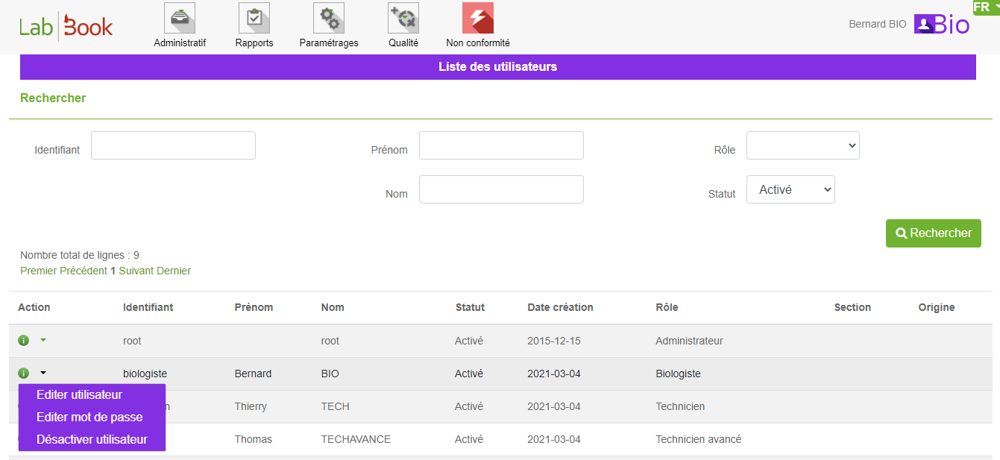 FR
Lab Book
Bernard BIO
Bio
Administratif Rapports Paramétrages Qualité Non conformité
Liste des utilisateurs
Rechercher
Identifiant Prénom Rôle
Nom Statut Activé
Rechercher
Nombre total de lignes : 9
Premier Précédent 1 Suivant Dernier
Action Identifiant Prénom Nom Statut Date création Rôle Section Origine
root root Activé 2015-12-15 Administrateur
biologiste Bernard BIO Activé 2021-03-04 Biologiste
Editer utilisateur
n Thierry TECH Activé 2021-03-04 Technicien
Editer mot de passe
Désactiver utilisateur
Thomas TECHAVANCE Activé 2021-03-04 Technicien avancé